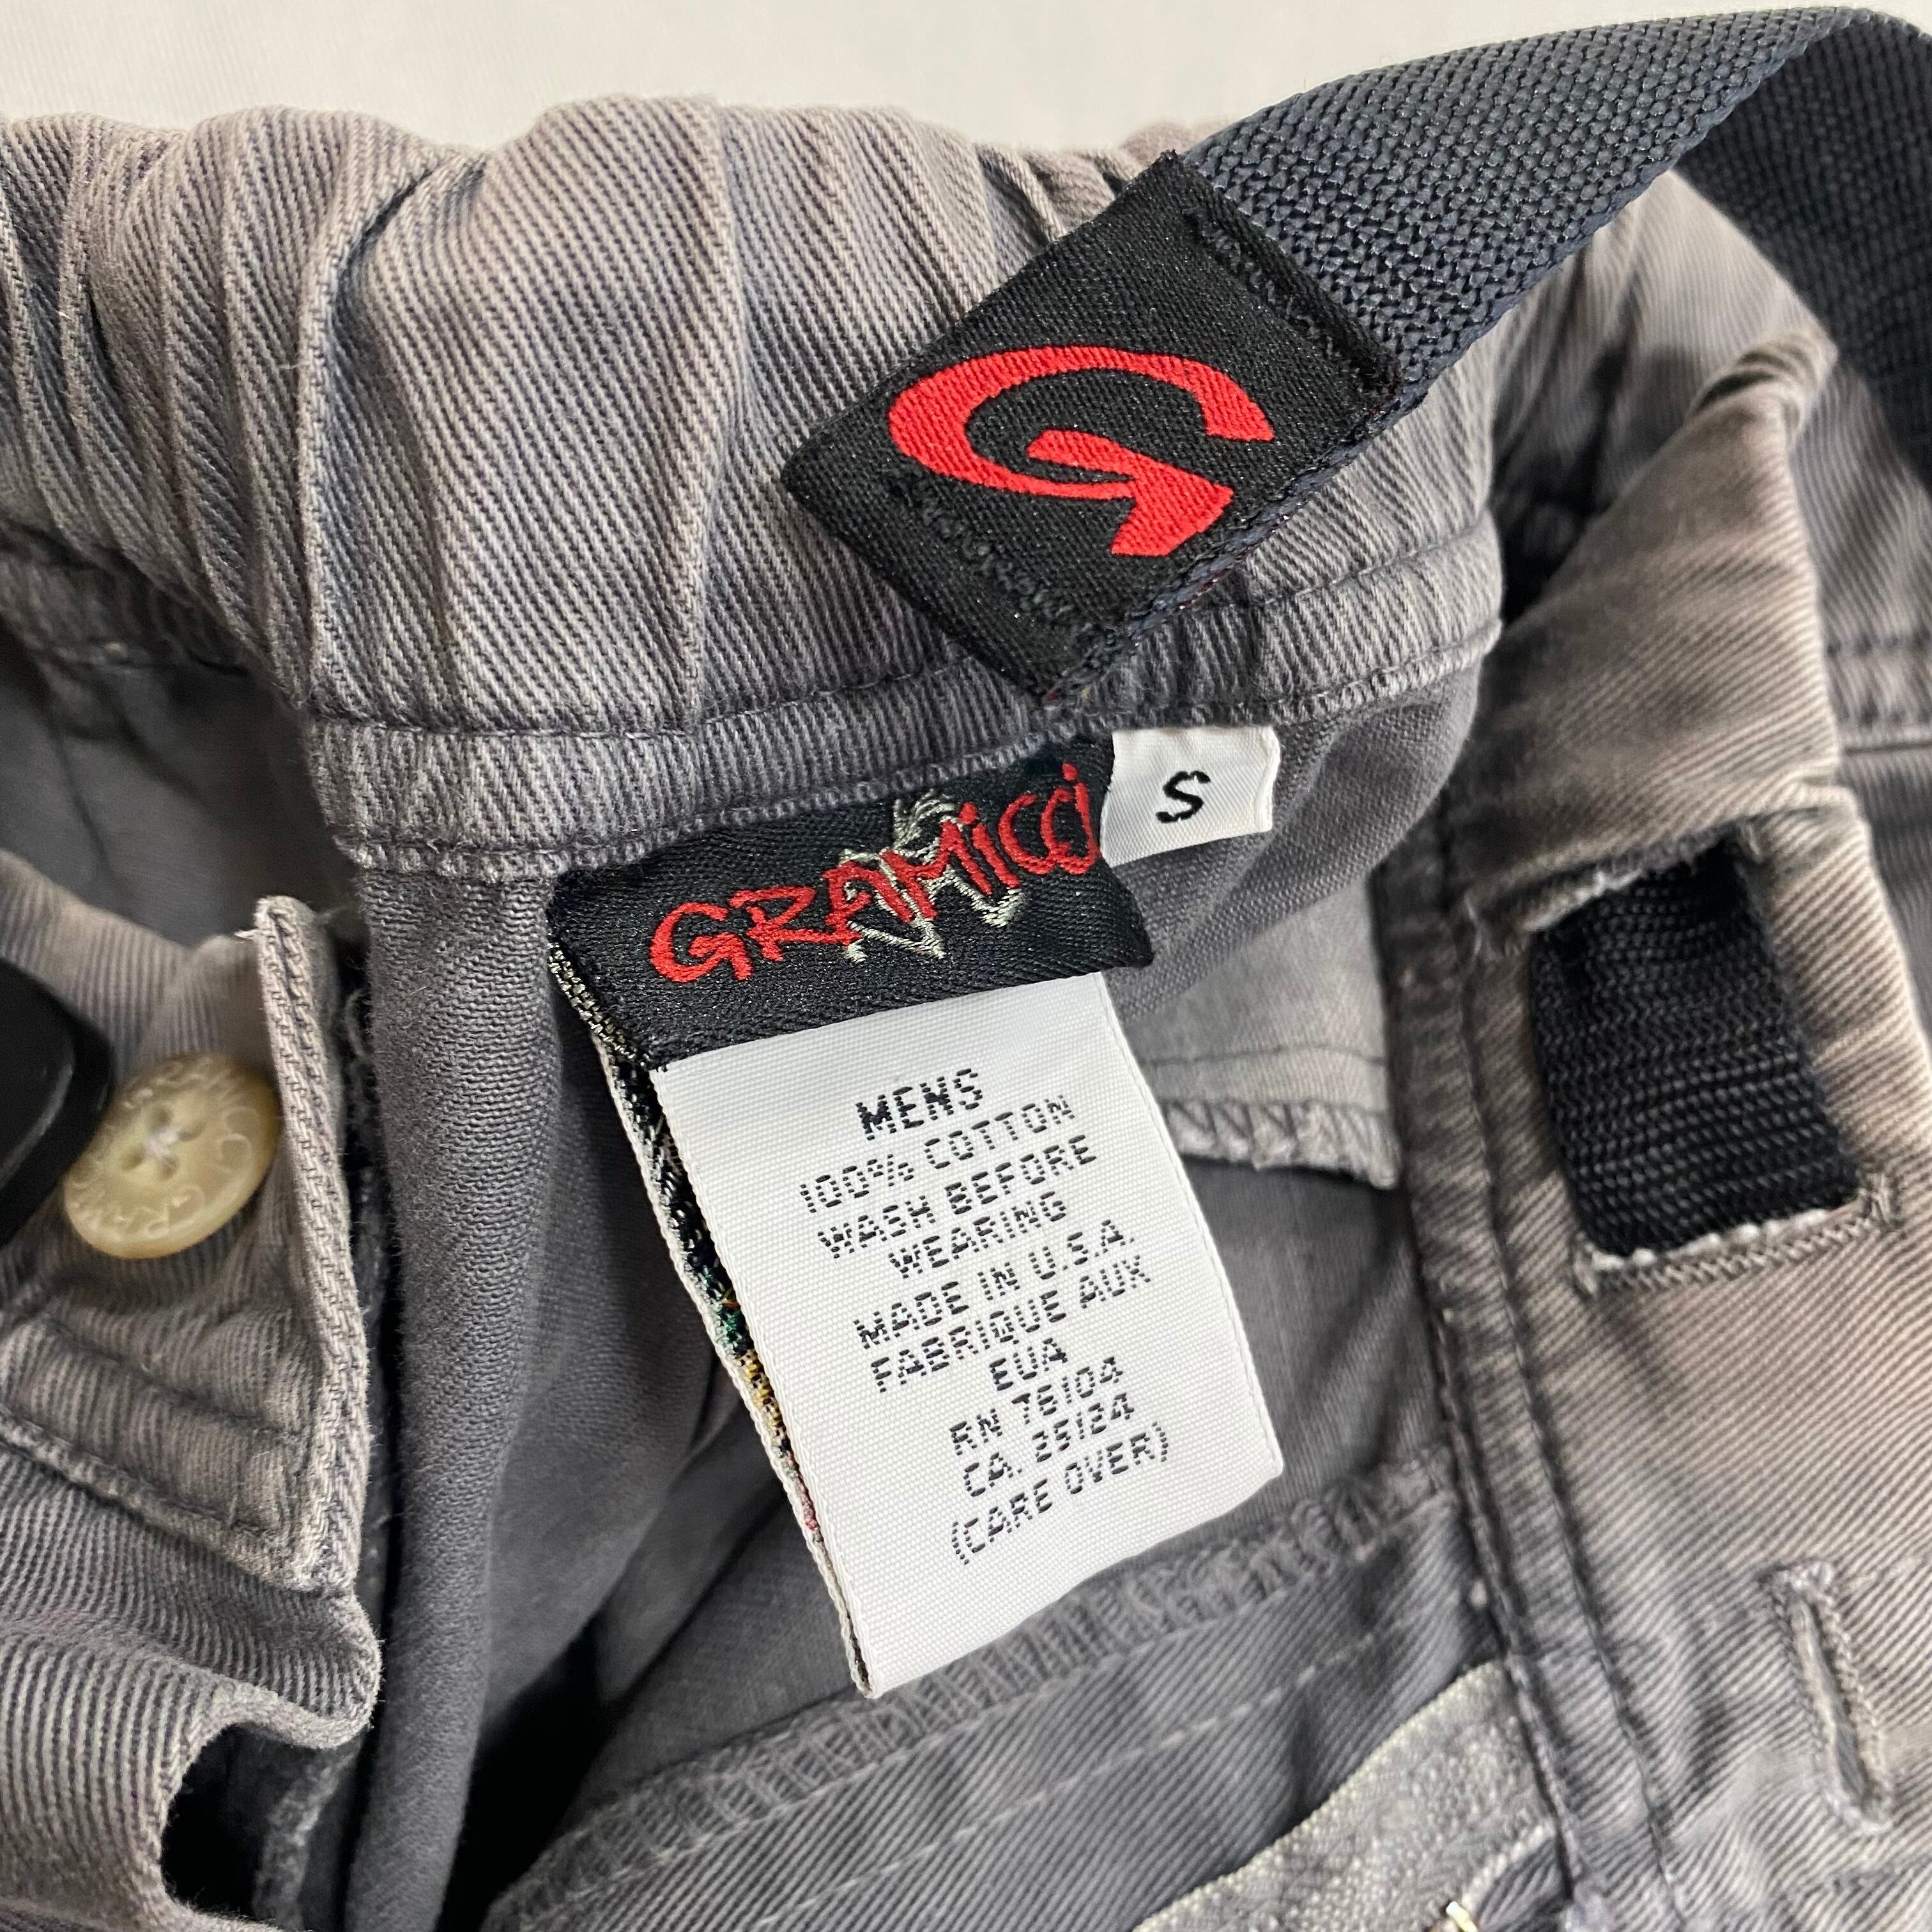 G
GRAMiCCi
S
MENS
100% COTTON
WASH BEFORE
WEARING
MADE IN U.S.A.
FABRIQUE AUX
EUA
RN 76104
CA. 25124
(CARE OVER)